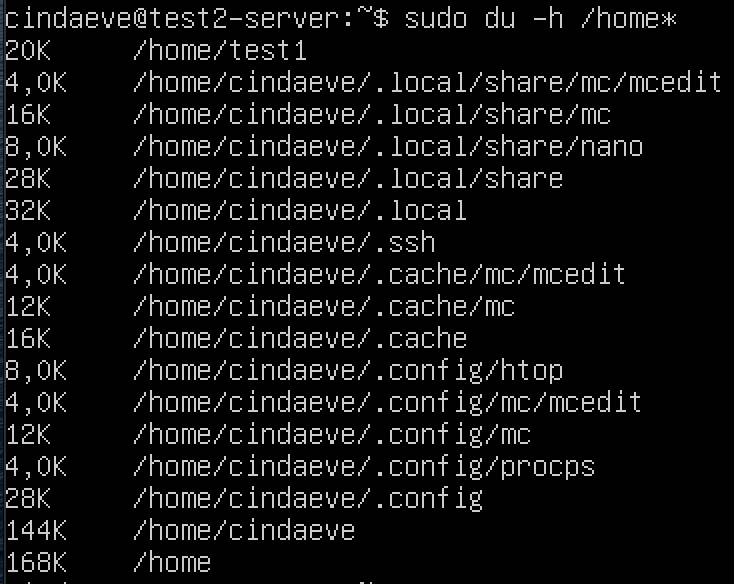 cindaeve@test2-server:~$ sudo du -h /home*
20K /home/test1
4,0K /home/cindaeve/.local/share/mc/mcedit
16K /home/cindaeve/.local/share/mc
8,0K /home/cindaeve/.local/share/nano
28K /home/cindaeve/.local/share
32K /home/cindaeve/.local
4,0K /home/cindaeve/.ssh
4,0K /home/cindaeve/.cache/mc/mcedit
12K /home/cindaeve/.cache/mc
16K /home/cindaeve/.cache
8,0K /home/cindaeve/.config/htop
4,0K /home/cindaeve/.config/mc/mcedit
12K /home/cindaeve/.config/mc
4,0K /home/cindaeve/.config/procps
28K /home/cindaeve/.config
144K /home/cindaeve
168K /home